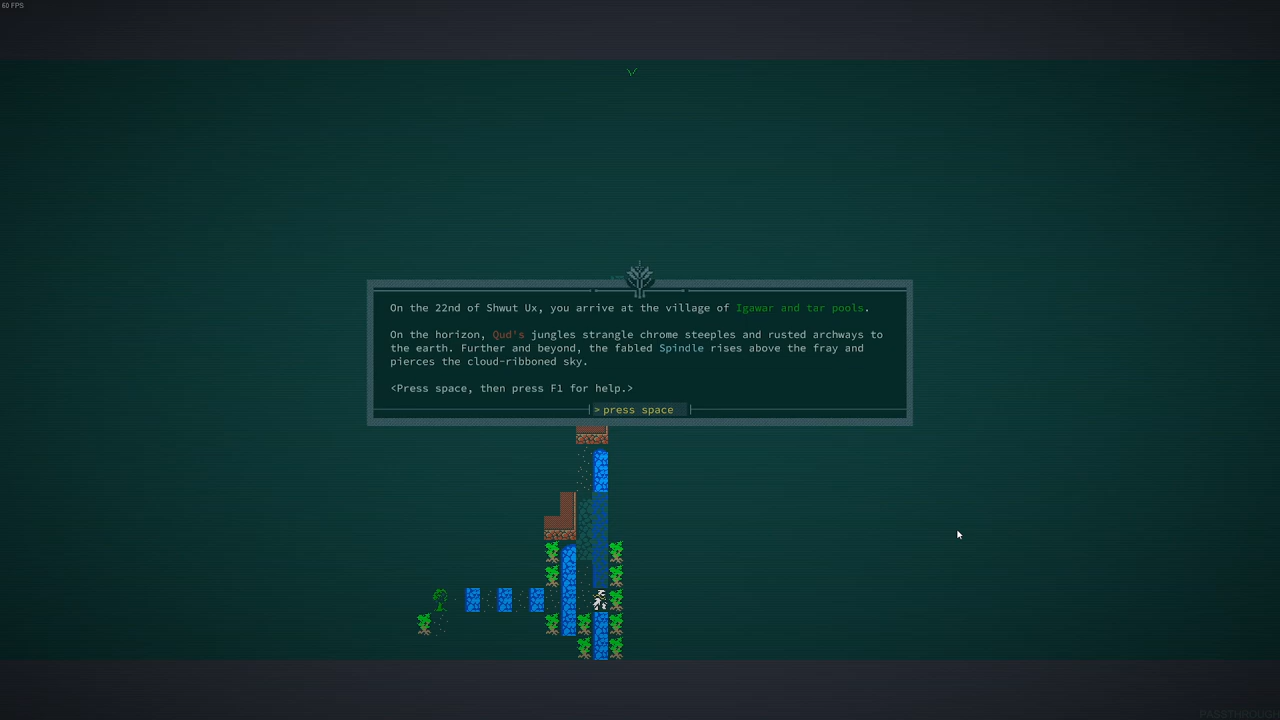 60 FPS
On the 22nd of Shwut Ux, you arrive at the village of Igawar and tar pools.
On the horizon, Qud's jungles strangle chrome steeples and rusted archways to
the earth. Further and beyond, the fabled Spindle rises above the fray and
pierces the cloud-ribboned sky.
<Press space, then press F1 for help.>
> press space